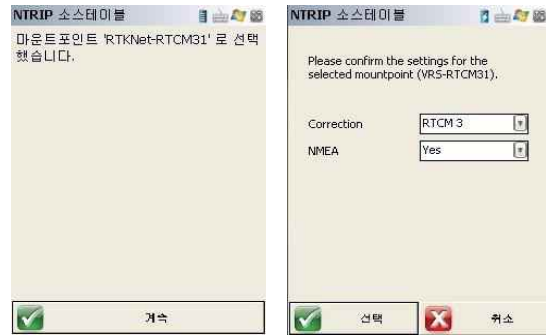 NTRIP 소스테이블
마운트포인트 'RTKNet-RTCM31' 로 선택
했습니다.
계속
NTRIP 소스테이블
Please confirm the settings for the
selected mountpoint (VRS-RTCM31).
Correction RTCM 3
NMEA Yes
선택 취소